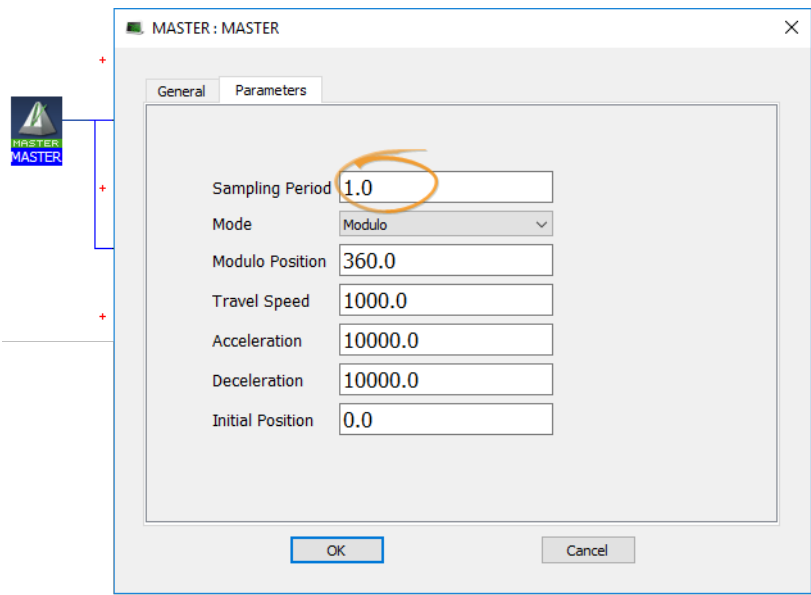 MASTER : MASTER
General Parameters
MASTER
MASTER
Sampling Period 1.0
Mode Modulo
Modulo Position 360.0
Travel Speed 1000.0
Acceleration 10000.0
Deceleration 10000.0
Initial Position 0.0
OK Cancel